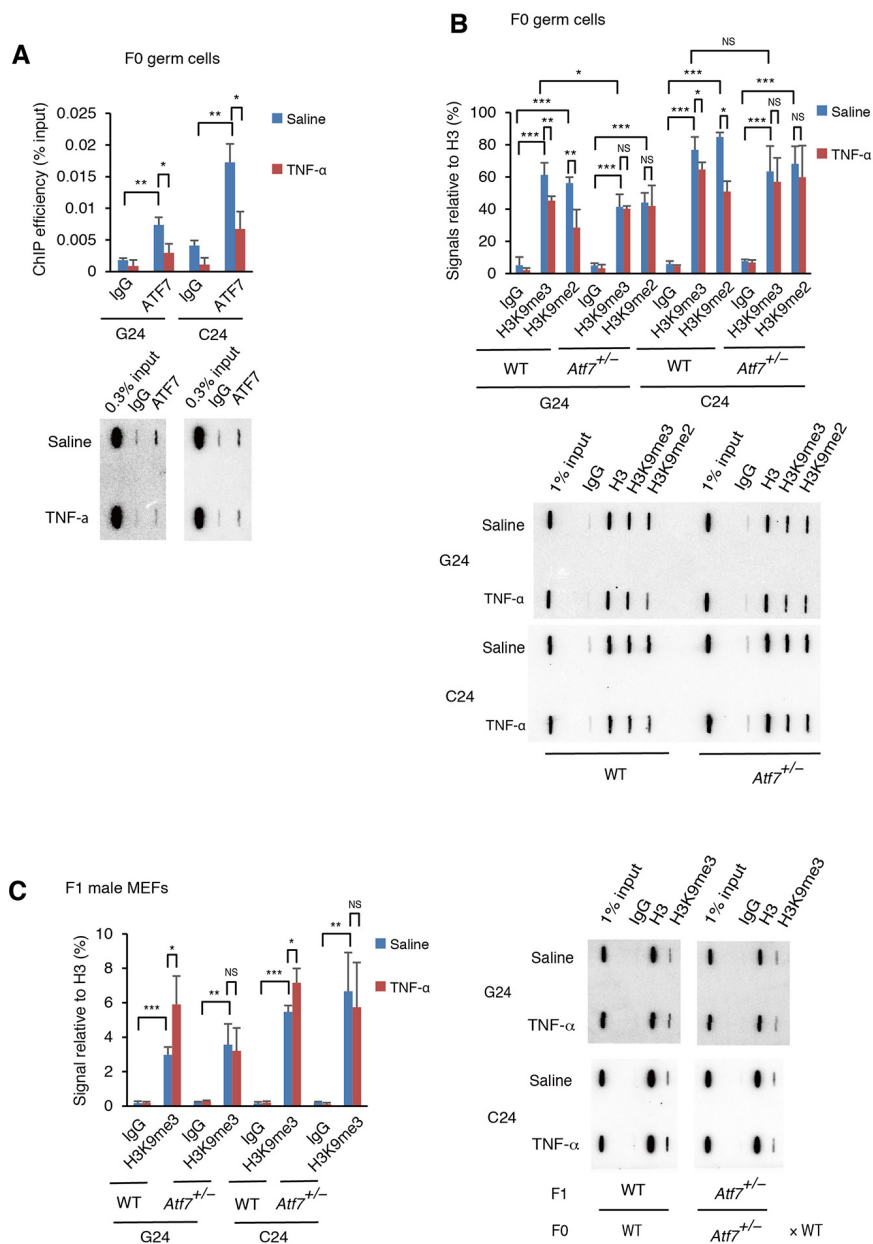 A
F0 germ cells
ChIP efficiency (% input)
0.025
0.02
0.015
0.01
0.005
0
** * ** *
Saline
TNF-α
IgG ATF7 IgG ATF7
G24 C24
0.3% input IgG ATF7 0.3% input IgG ATF7
Saline
TNF-a
B
F0 germ cells
Signals relative to H3 (%)
100
80
60
40
20
0
NS
*
*** *** *** * *** NS
*** ** ** *** NS NS *** * *** NS
Saline
TNF-α
IgG H3K9me3 H3K9me2 IgG H3K9me3 H3K9me2 IgG H3K9me3 H3K9me2 IgG H3K9me3 H3K9me2
WT Atf7+/– WT Atf7+/–
G24 C24
1% input IgG H3 H3K9me3 H3K9me2 1% input IgG H3 H3K9me3 H3K9me2
Saline
G24
TNF-α
Saline
C24
TNF-α
WT Atf7+/–
C
F1 male MEFs
Signal relative to H3 (%)
10
8
6
4
2
0
*** * ** NS *** * ** NS
Saline
TNF-α
IgG H3K9me3 IgG H3K9me3 IgG H3K9me3 IgG H3K9me3
WT Atf7+/– WT Atf7+/–
G24 C24
1% input IgG H3 H3K9me3 1% input IgG H3 H3K9me3
Saline
G24
TNF-α
Saline
C24
TNF-α
F1 WT Atf7+/–
F0 WT Atf7+/– × WT